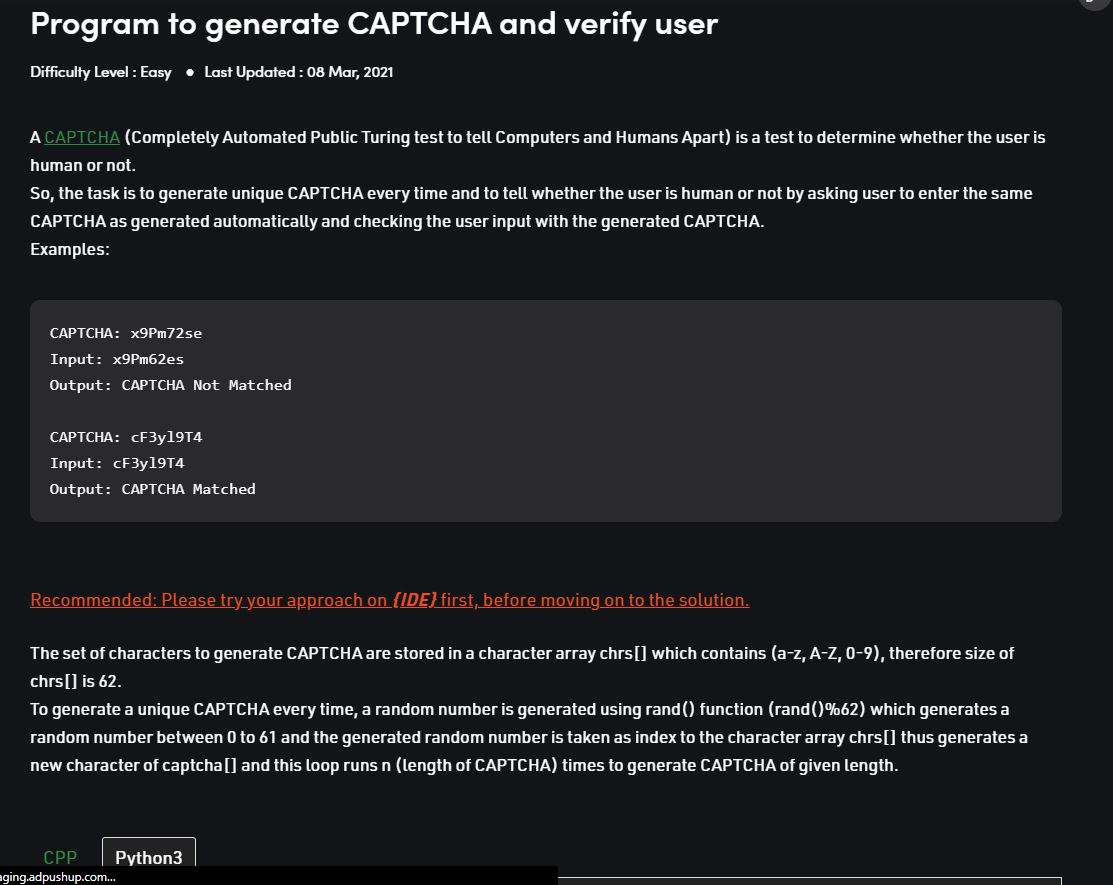 Program to generate CAPTCHA and verify user
Difficulty Level : Easy ● Last Updated : 08 Mar, 2021
A CAPTCHA (Completely Automated Public Turing test to tell Computers and Humans Apart) is a test to determine whether the user is
human or not.
So, the task is to generate unique CAPTCHA every time and to tell whether the user is human or not by asking user to enter the same
CAPTCHA as generated automatically and checking the user input with the generated CAPTCHA.
Examples:
CAPTCHA: x9Pm72se
Input: x9Pm62es
Output: CAPTCHA Not Matched
CAPTCHA: cF3yl9T4
Input: cF3yl9T4
Output: CAPTCHA Matched
Recommended: Please try your approach on {IDE} first, before moving on to the solution.
The set of characters to generate CAPTCHA are stored in a character array chrs[] which contains (a-z, A-Z, 0-9), therefore size of
chrs[] is 62.
To generate a unique CAPTCHA every time, a random number is generated using rand() function (rand()%62) which generates a
random number between 0 to 61 and the generated random number is taken as index to the character array chrs[] thus generates a
new character of captcha[] and this loop runs n (length of CAPTCHA) times to generate CAPTCHA of given length.
CPP Python3
aging.adpushup.com...